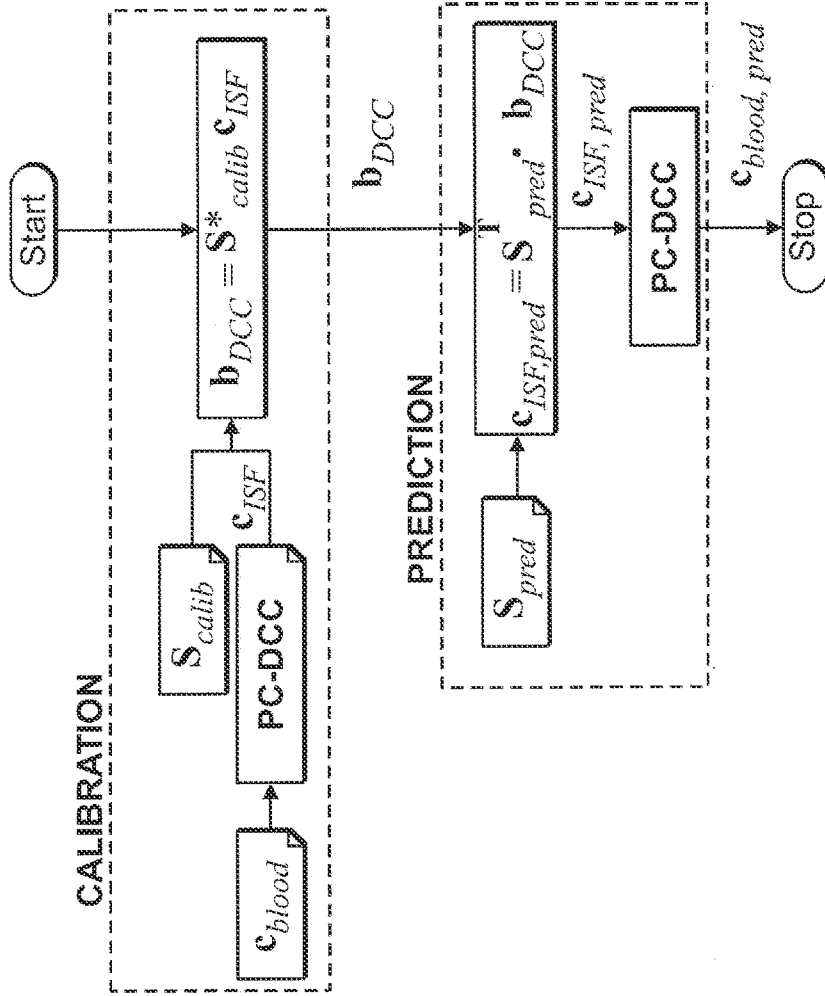 Start
CALIBRATION
c_blood
PC-DCC
S_calib
c_ISF
b_DCC = S*_calib c_ISF
b_DCC
PREDICTION
S_pred
c_ISF,pred = S^T_pred • b_DCC
c_ISF, pred
PC-DCC
c_blood, pred
Stop